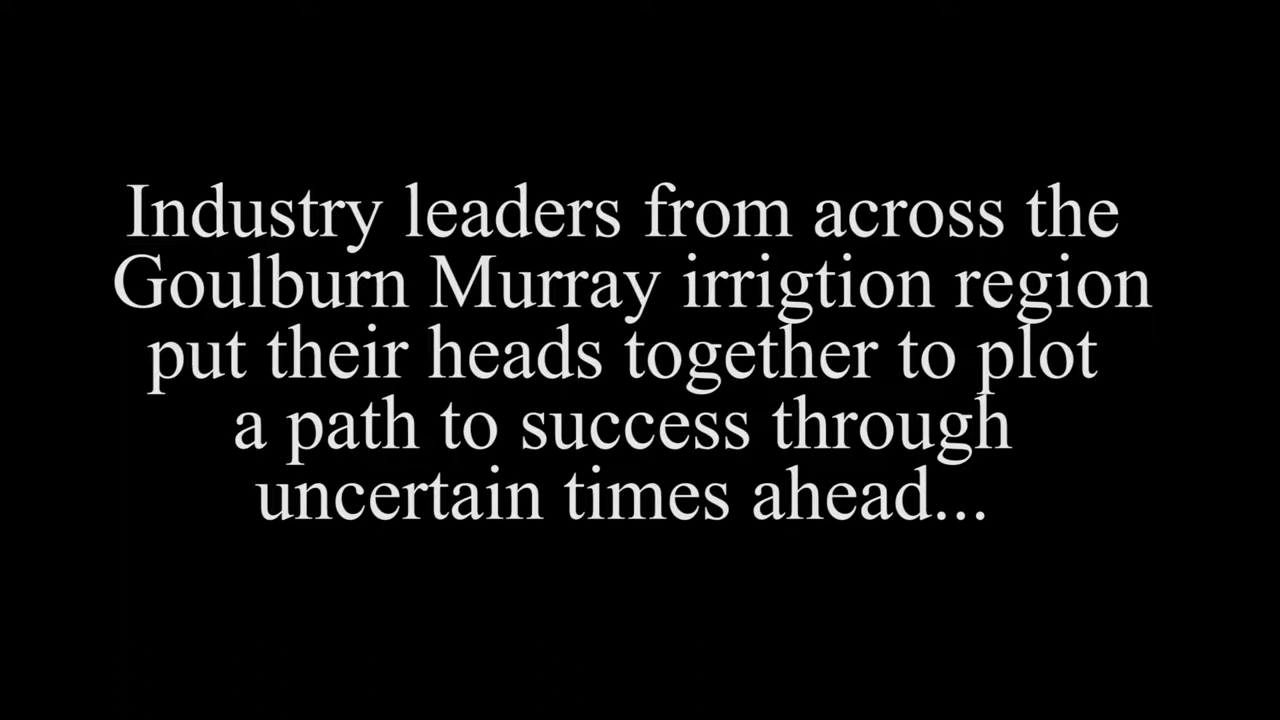 Industry leaders from across the
Goulburn Murray irrigtion region
put their heads together to plot
a path to success through
uncertain times ahead...